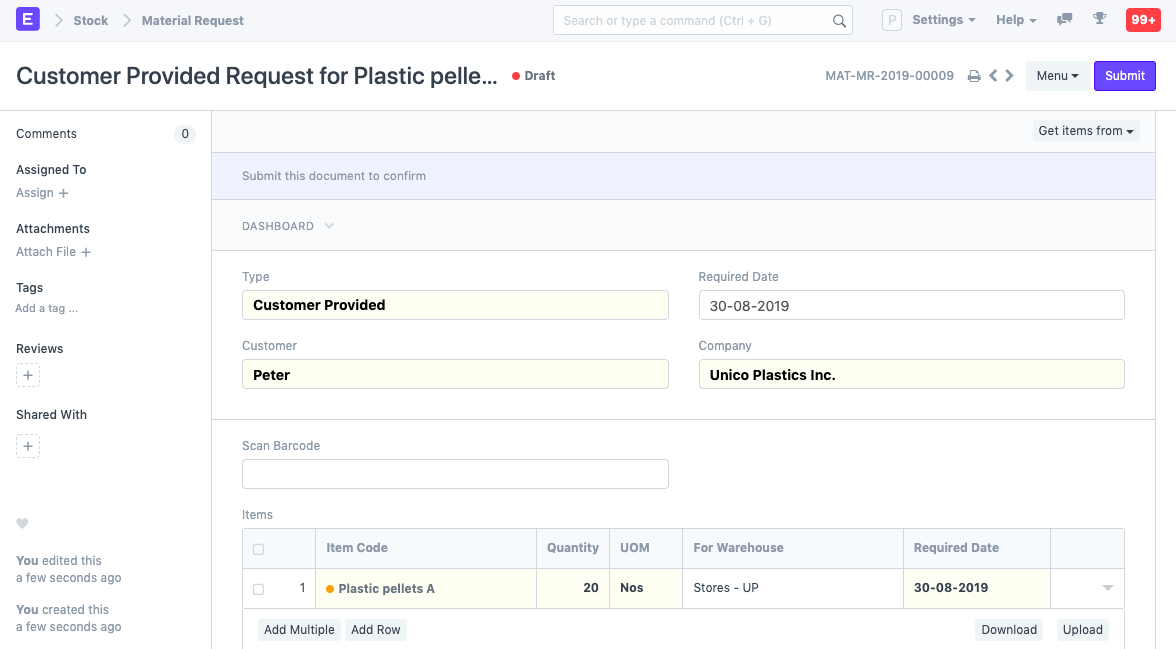 E Stock Material Request Search or type a command (Ctrl + G) P Settings Help 99+
Customer Provided Request for Plastic pelle... Draft MAT-MR-2019-00009 Menu Submit
Comments 0
Assigned To
Assign +
Attachments
Attach File +
Tags
Add a tag ...
Reviews
+
Shared With
+
You edited this
a few seconds ago
You created this
a few seconds ago
Get items from
Submit this document to confirm
DASHBOARD
Type
Customer Provided
Required Date
30-08-2019
Customer
Peter
Company
Unico Plastics Inc.
Scan Barcode
Items
Item Code Quantity UOM For Warehouse Required Date
1 Plastic pellets A 20 Nos Stores - UP 30-08-2019
Add Multiple Add Row Download Upload